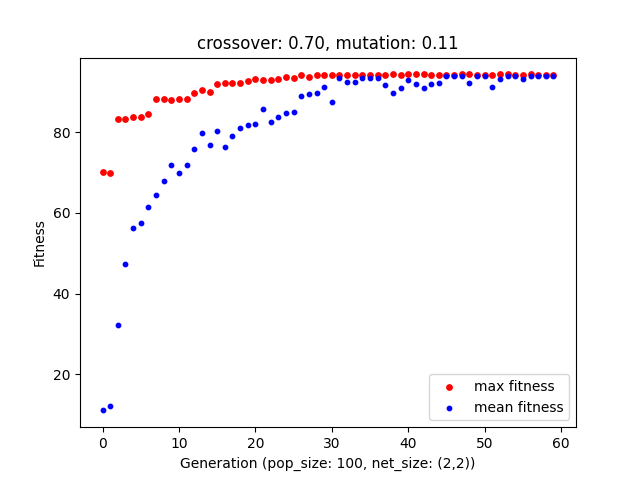 crossover: 0.70, mutation: 0.11
80
60
40
20
Fitness
max fitness
mean fitness
0 10 20 30 40 50 60
Generation (pop_size: 100, net_size: (2,2))